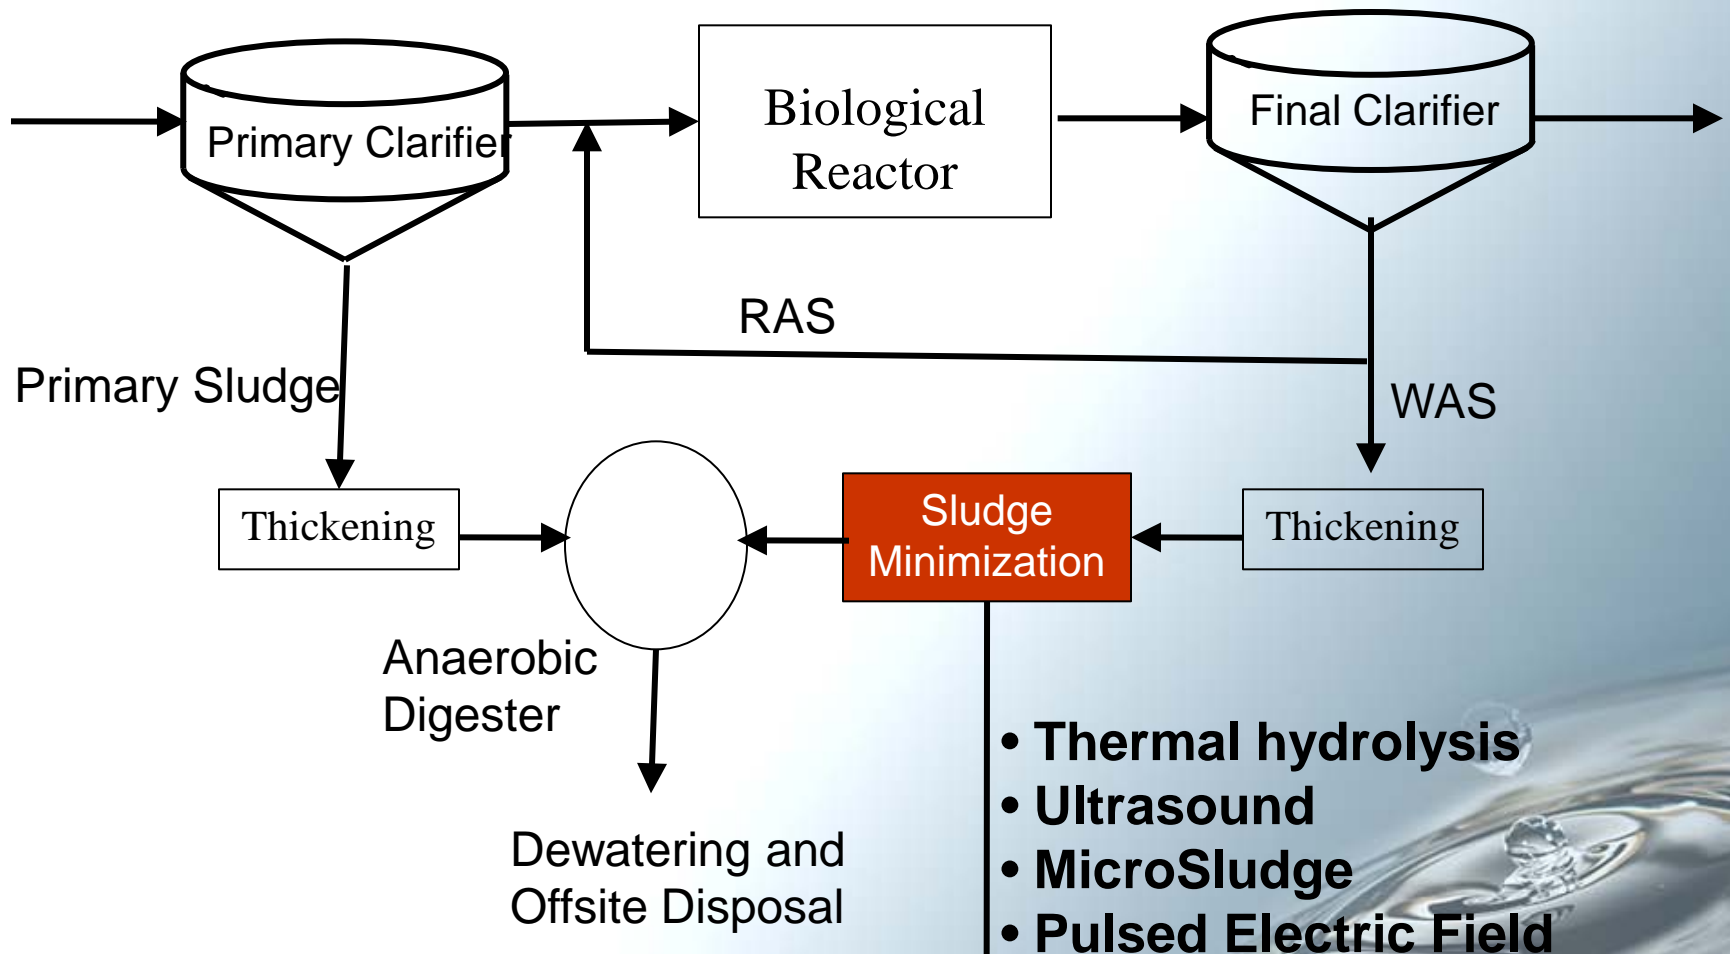 Primary Clarifier
Biological
Reactor
Final Clarifier
RAS
Primary Sludge
WAS
Thickening
Sludge
Minimization
Thickening
Anaerobic
Digester
• Thermal hydrolysis
• Ultrasound
• MicroSludge
• Pulsed Electric Field
Dewatering and
Offsite Disposal